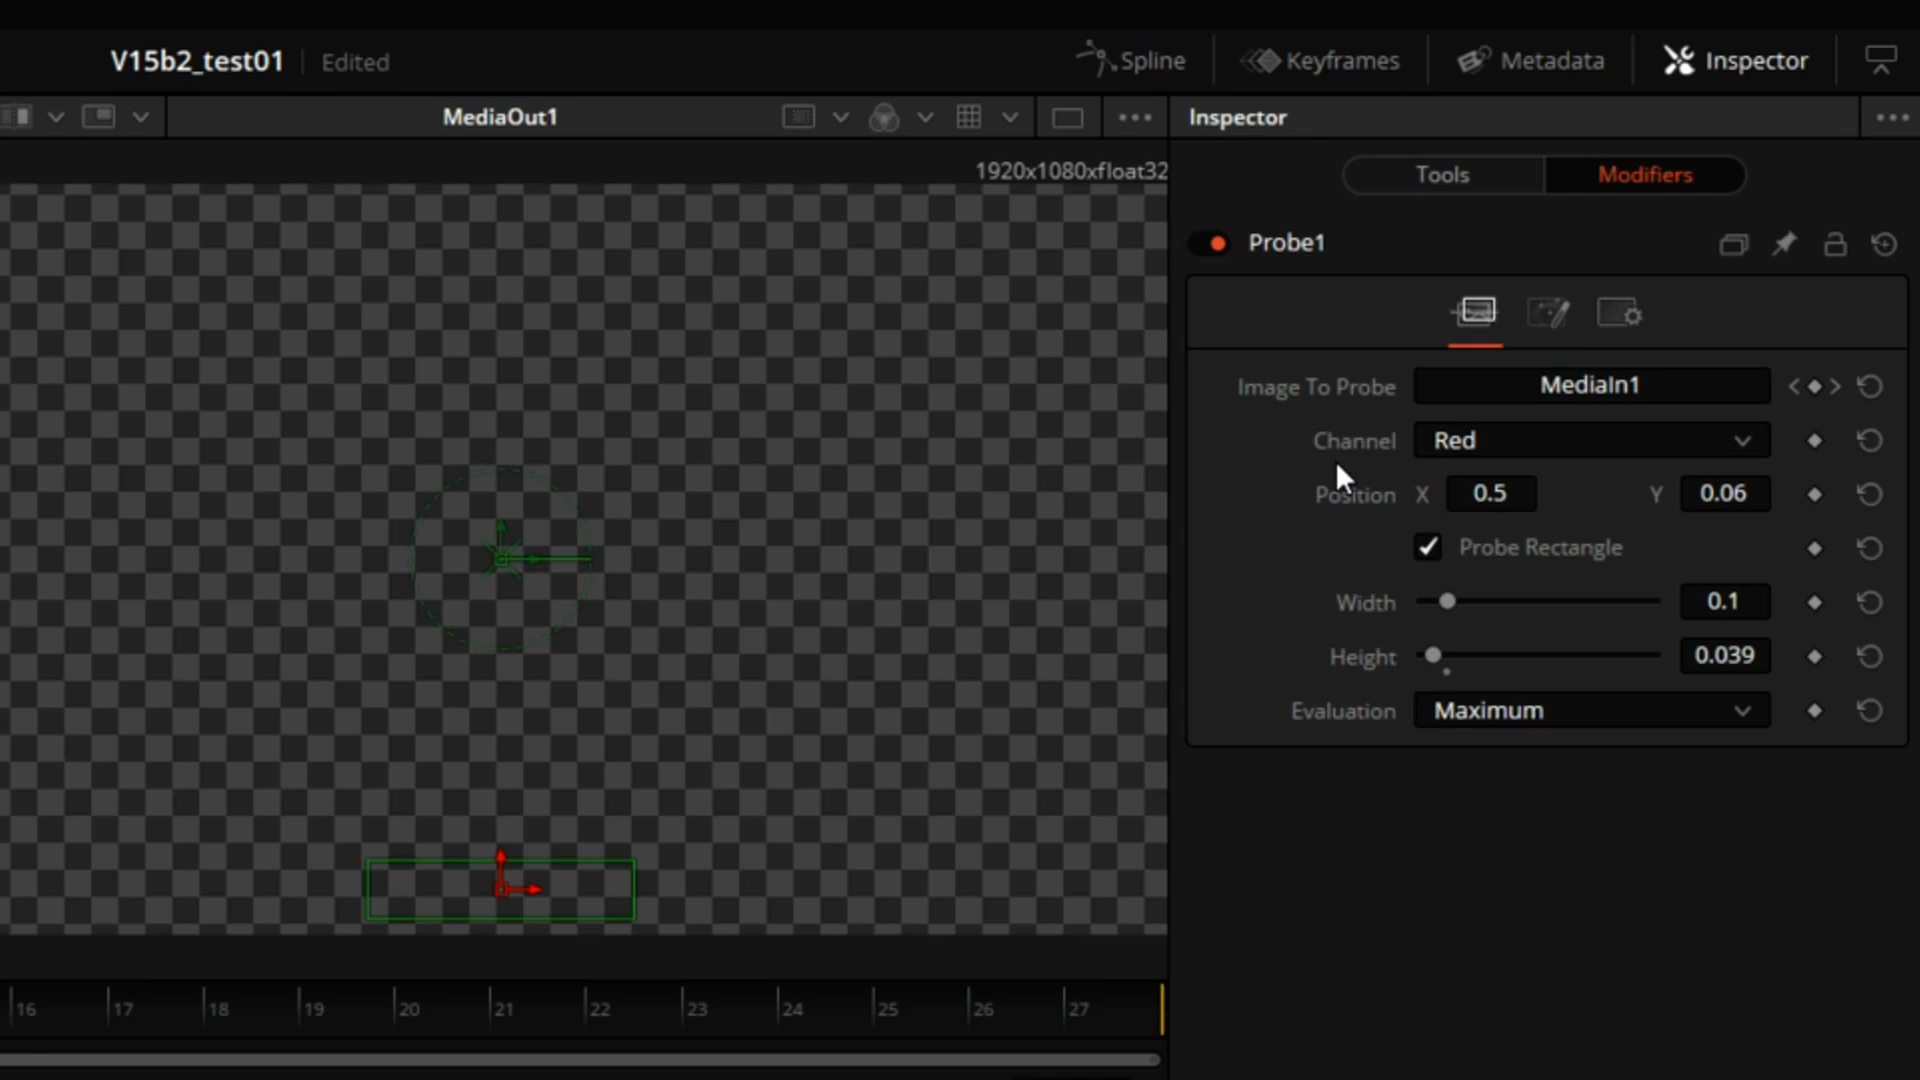 V15b2_test01 Edited Spline Keyframes Metadata Inspector
MediaOut1 Inspector
1920x1080xfloat32
Tools Modifiers
Probe1
Image To Probe MediaIn1
Channel Red
Position X 0.5 Y 0.06
Probe Rectangle
Width 0.1
Height 0.039
Evaluation Maximum
16 17 18 19 20 21 22 23 24 25 26 27